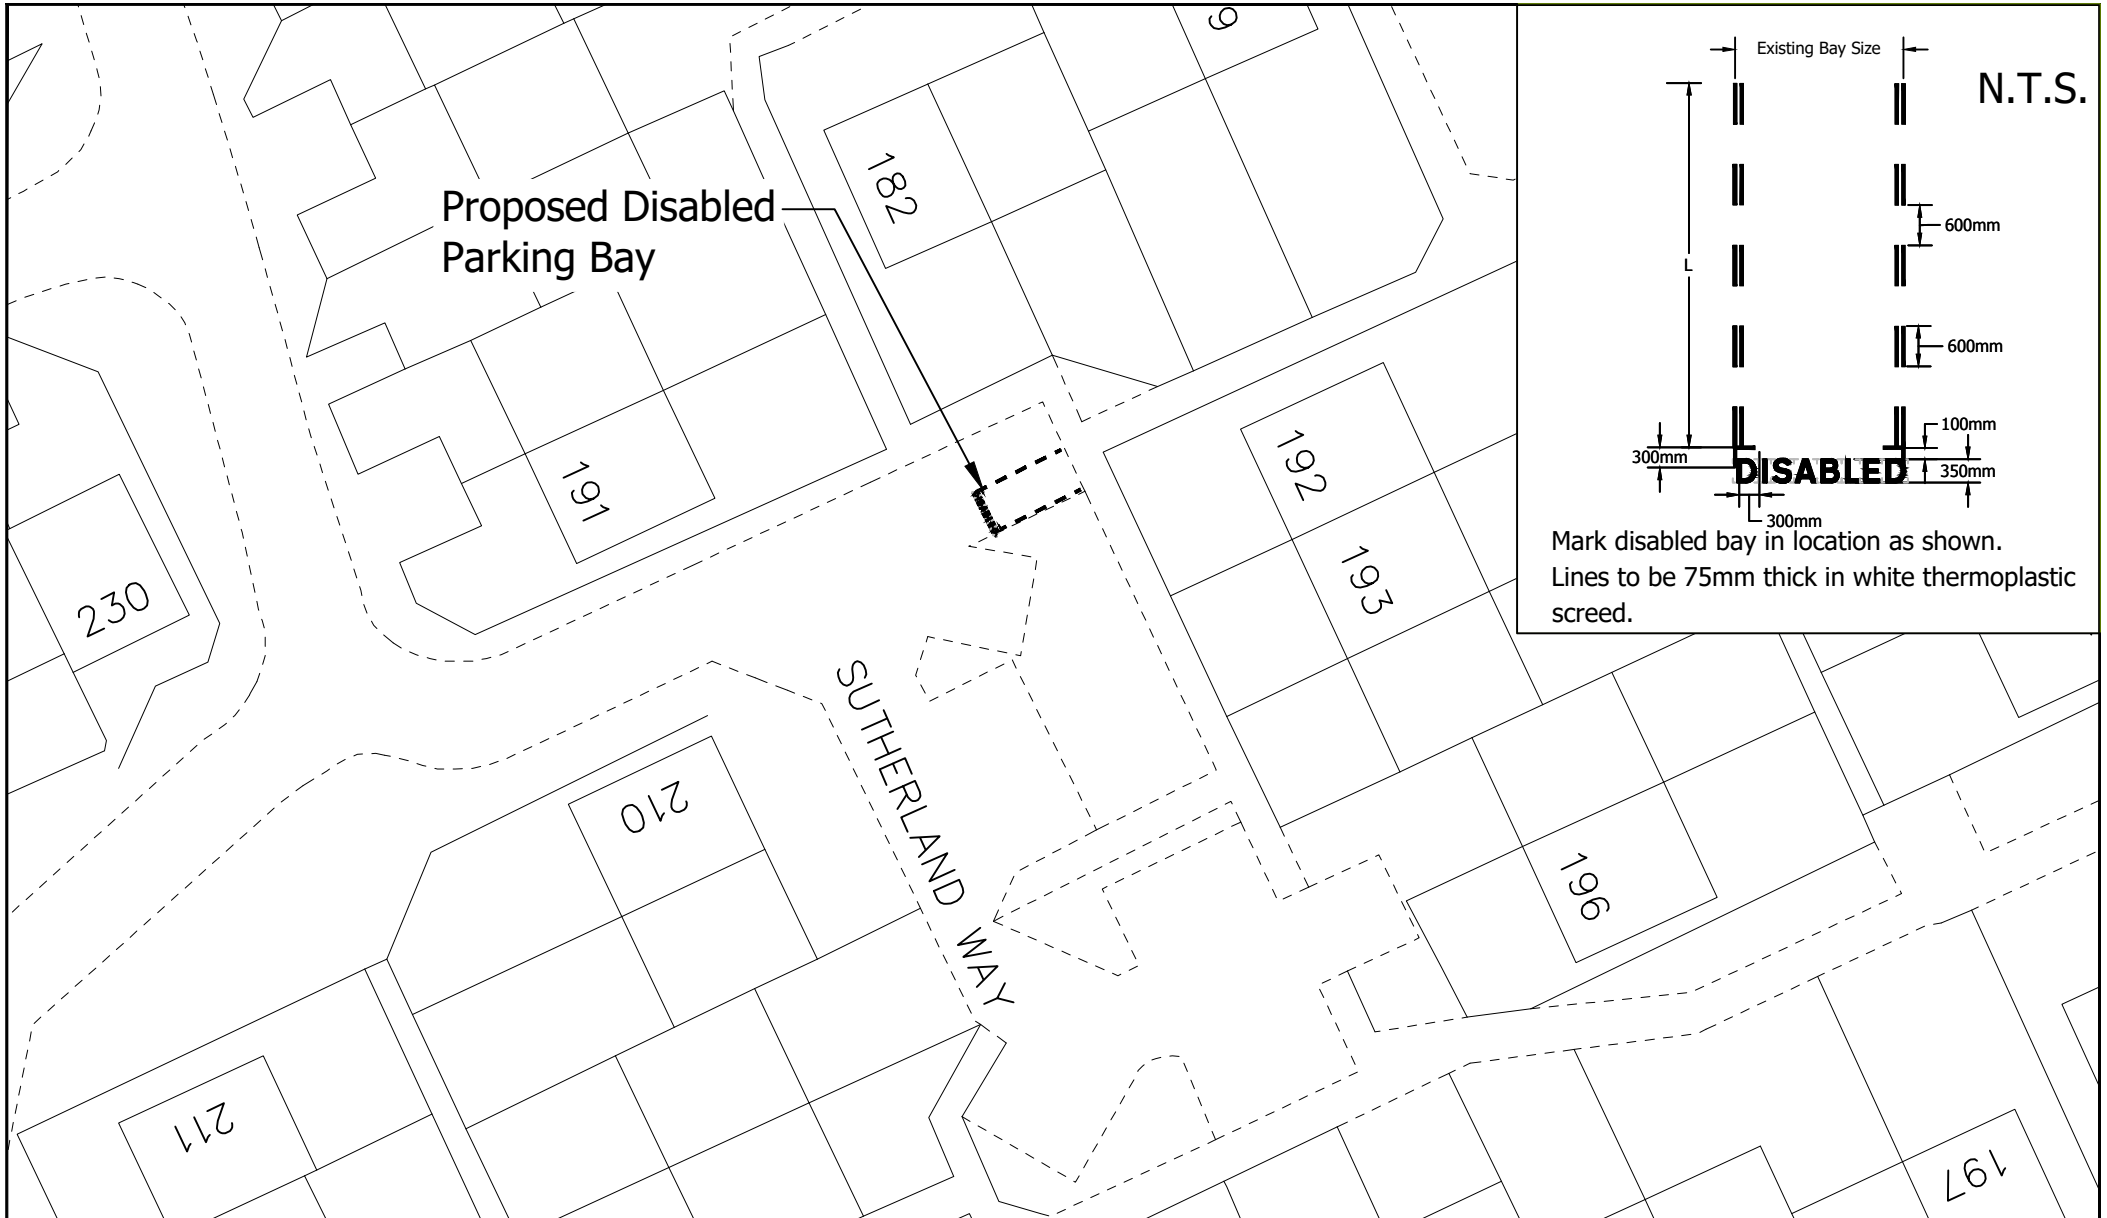 9
182
Proposed Disabled
Parking Bay
191
192
193
230
SUTHERLAND WAY
210
196
211
197
Existing Bay Size
N.T.S.
L
600mm
600mm
100mm
300mm
DISABLED
350mm
300mm
Mark disabled bay in location as shown.
Lines to be 75mm thick in white thermoplastic
screed.